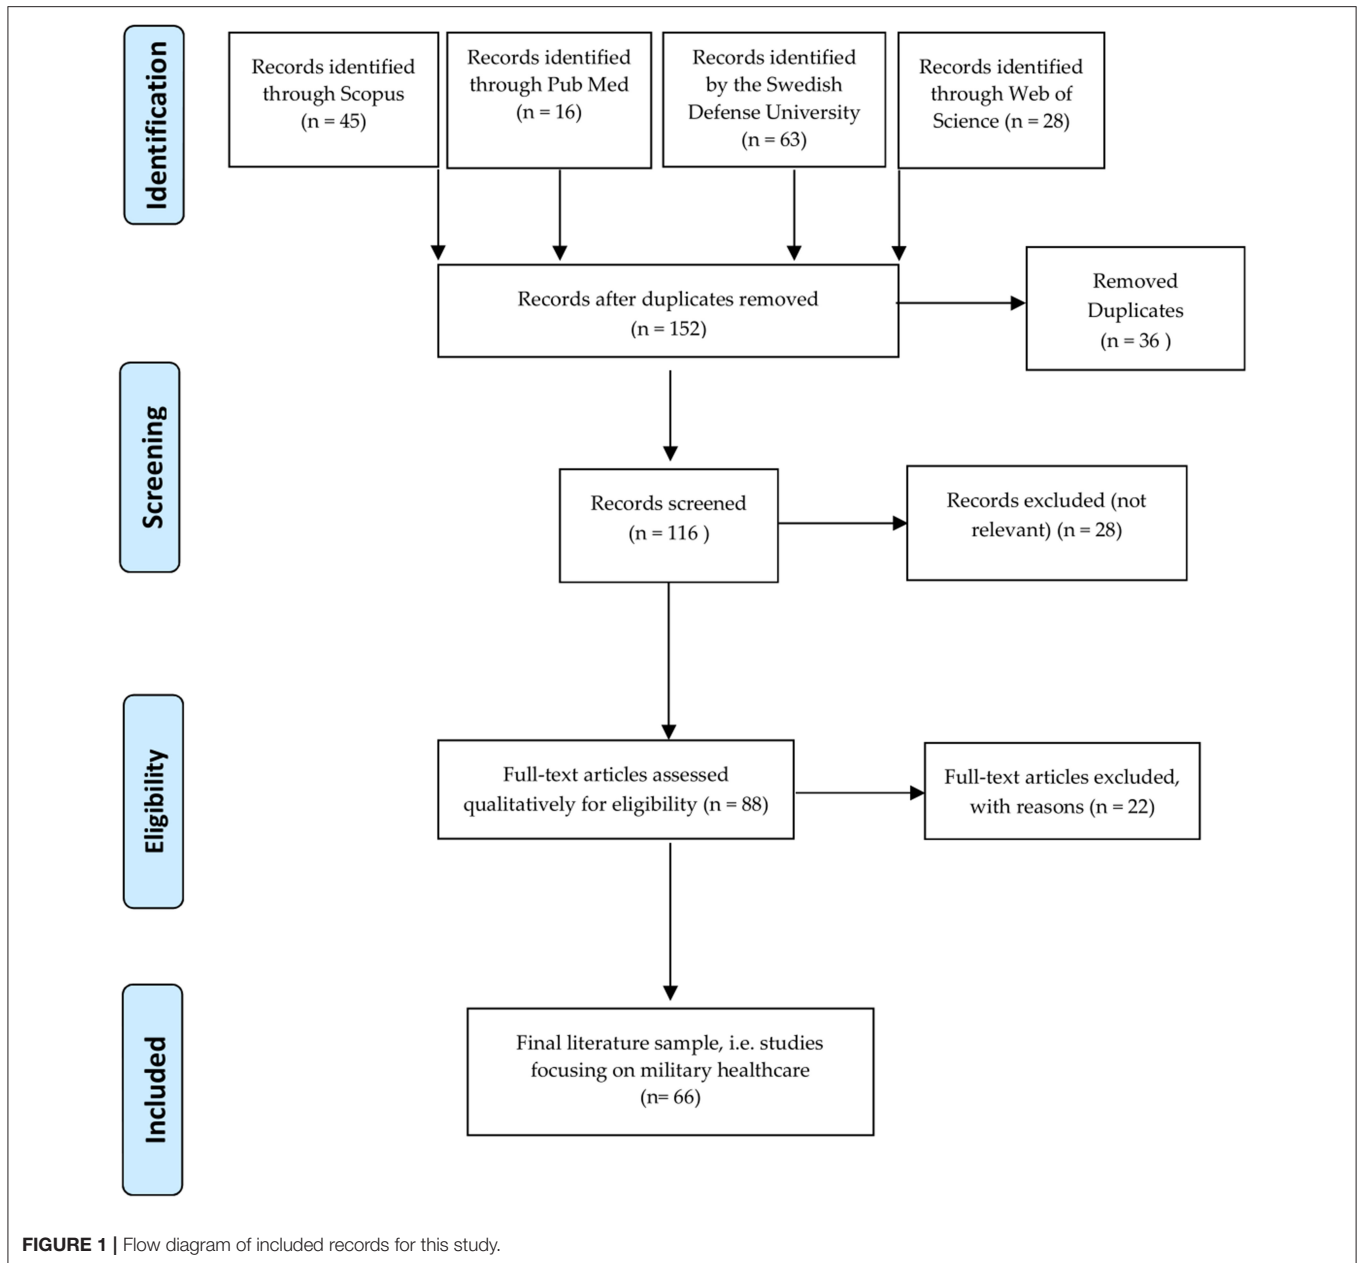 Identification
Records identified
through Scopus
(n = 45)
Records identified
through Pub Med
(n = 16)
Records identified
by the Swedish
Defense University
(n = 63)
Records identified
through Web of
Science (n = 28)
Records after duplicates removed
(n = 152)
Removed
Duplicates
(n = 36 )
Screening
Records screened
(n = 116 )
Records excluded (not
relevant) (n = 28)
Eligibility
Full-text articles assessed
qualitatively for eligibility (n = 88)
Full-text articles excluded,
with reasons (n = 22)
Included
Final literature sample, i.e. studies
focusing on military healthcare
(n= 66)
FIGURE 1 | Flow diagram of included records for this study.